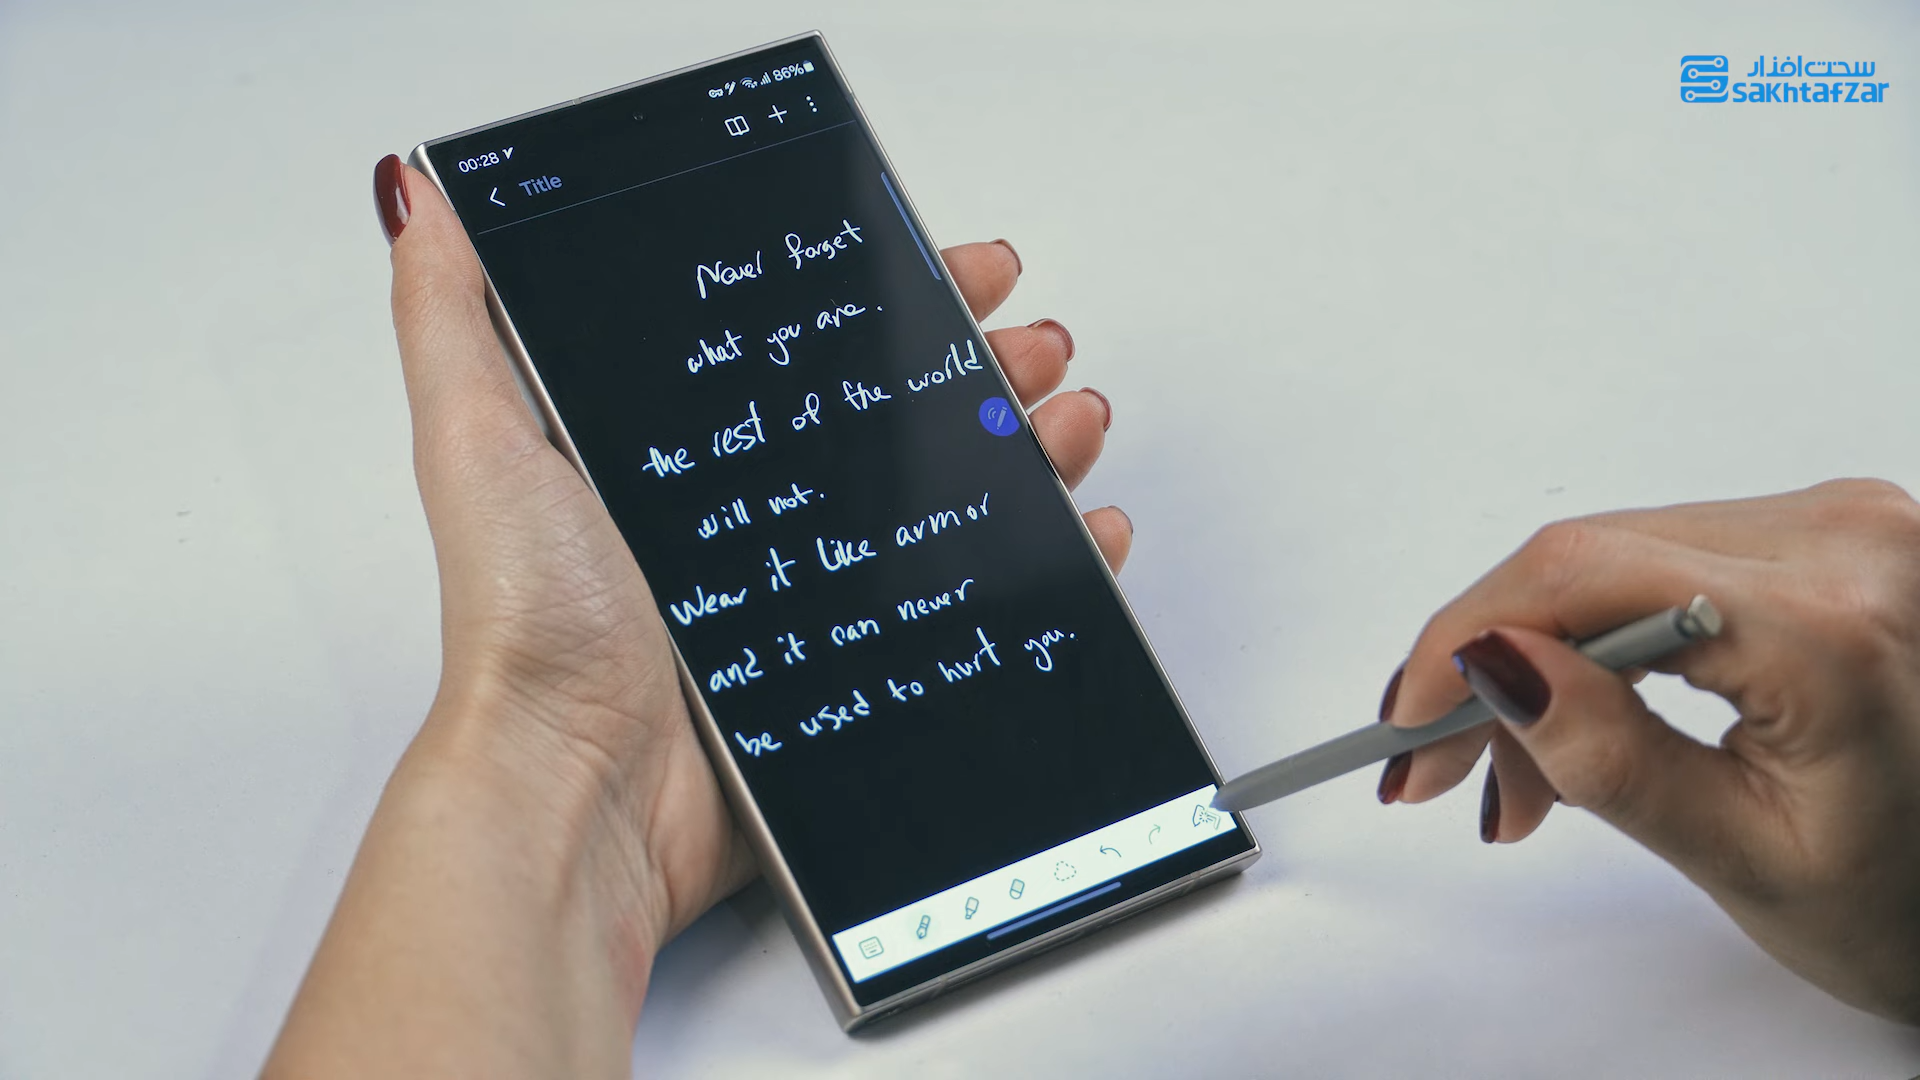 سخت‌افزار
sakhtafzar
86%
00:28
Title
Never forget
what you are.
the rest of the world
will not.
Wear it like armor
and it can never
be used to hurt you.